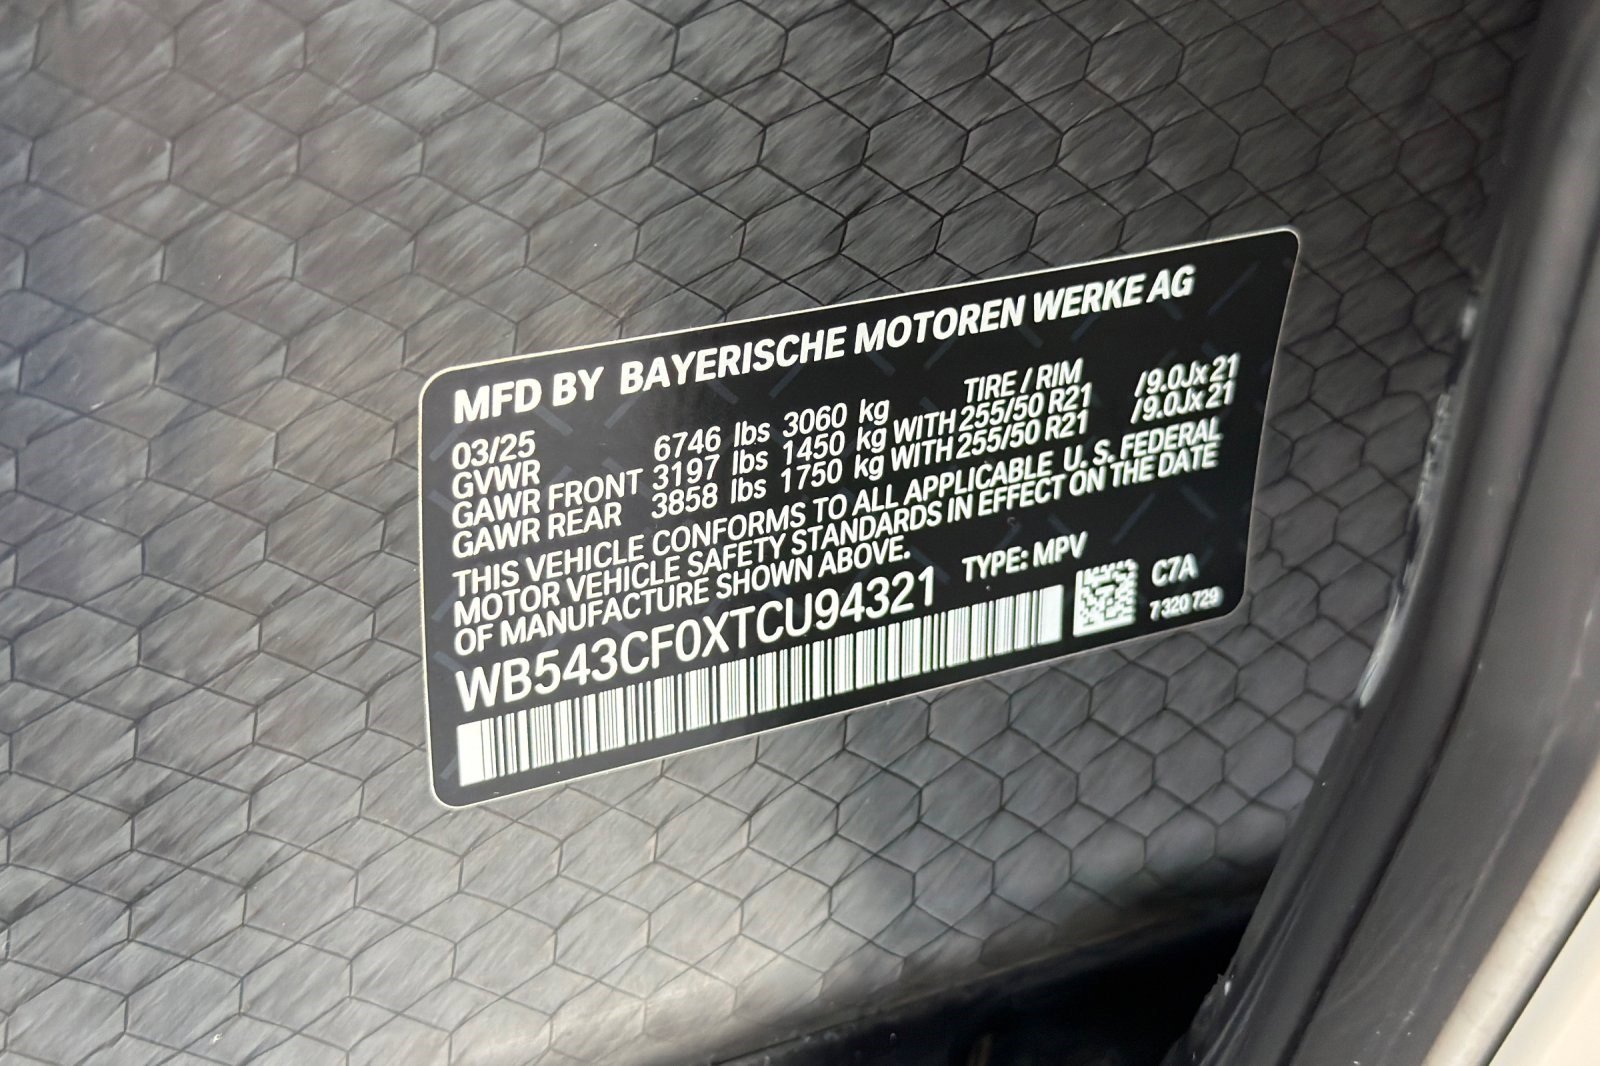 MFD BY BAYERISCHE MOTOREN WERKE AG
03/25 TIRE / RIM
GVWR 6746 lbs 3060 kg
GAWR FRONT 3197 lbs 1450 kg WITH 255/50 R21 /9.0Jx21
GAWR REAR 3858 lbs 1750 kg WITH 255/50 R21 /9.0Jx21
THIS VEHICLE CONFORMS TO ALL APPLICABLE U. S. FEDERAL
MOTOR VEHICLE SAFETY STANDARDS IN EFFECT ON THE DATE
OF MANUFACTURE SHOWN ABOVE.
WB543CF0XTCU94321 TYPE: MPV
C7A
7 320 729